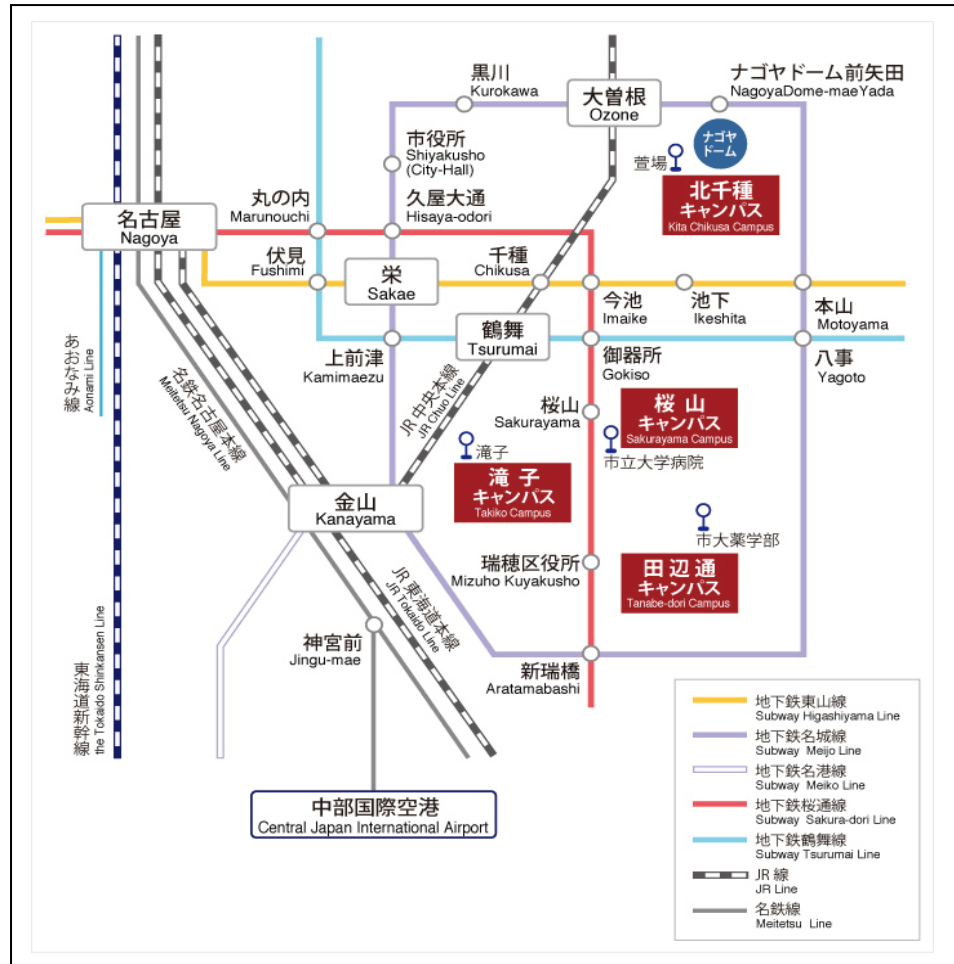 黒川
Kurokawa
大曽根
Ozone
ナゴヤドーム前矢田
NagoyaDome-maeYada
市役所
Shiyakusho
(City-Hall)
萱場
ナゴヤ
ドーム
丸の内
Marunouchi
久屋大通
Hisaya-odori
北千種
キャンパス
Kita Chikusa Campus
名古屋
Nagoya
伏見
Fushimi
栄
Sakae
千種
Chikusa
今池
Imaike
池下
Ikeshita
本山
Motoyama
上前津
Kamimaezu
鶴舞
Tsurumai
御器所
Gokiso
八事
Yagoto
あおなみ線
Aonami Line
名鉄名古屋本線
Meitetsu Nagoya Line
JR 中央本線
JR Chuo Line
桜山
Sakurayama
桜 山
キャンパス
Sakurayama Campus
滝子
市立大学病院
滝 子
キャンパス
Takiko Campus
金山
Kanayama
市大薬学部
瑞穂区役所
Mizuho Kuyakusho
田辺通
キャンパス
Tanabe-dori Campus
JR 東海道本線
JR Tokaido Line
神宮前
Jingu-mae
新瑞橋
Aratamabashi
東海道新幹線
the Tokaido Shinkansen Line
中部国際空港
Central Japan International Airport
地下鉄東山線
Subway Higashiyama Line
地下鉄名城線
Subway Meijo Line
地下鉄名港線
Subway Meiko Line
地下鉄桜通線
Subway Sakura-dori Line
地下鉄鶴舞線
Subway Tsurumai Line
JR 線
JR Line
名鉄線
Meitetsu Line